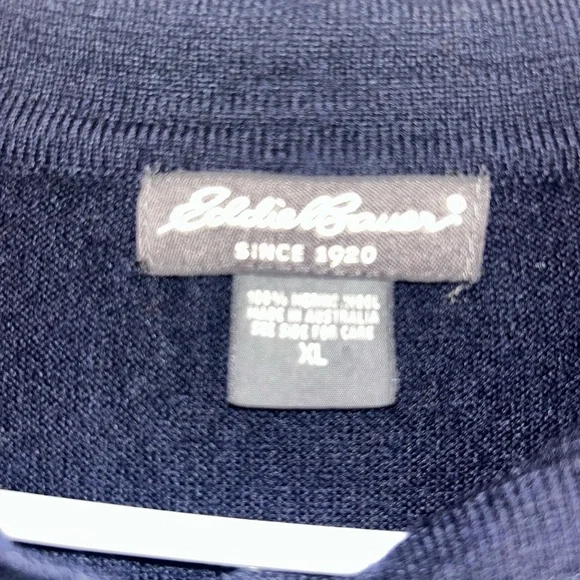 Eddie Bauer®
SINCE 1920
100% MERINO WOOL
MADE IN AUSTRALIA
SEE SIDE FOR CARE
XL